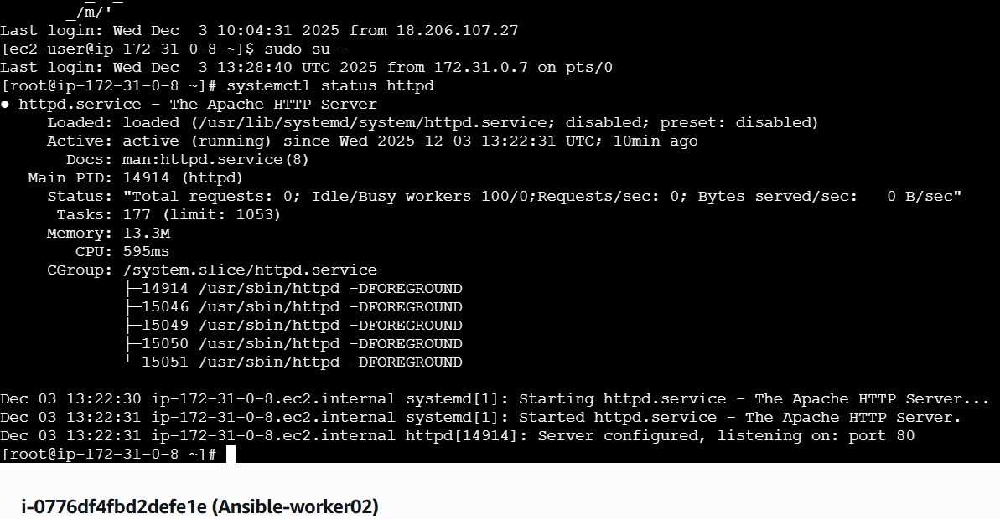 _/m/'
Last login: Wed Dec  3 10:04:31 2025 from 18.206.107.27
[ec2-user@ip-172-31-0-8 ~]$ sudo su -
Last login: Wed Dec  3 13:28:40 UTC 2025 from 172.31.0.7 on pts/0
[root@ip-172-31-0-8 ~]# systemctl status httpd
● httpd.service - The Apache HTTP Server
     Loaded: loaded (/usr/lib/systemd/system/httpd.service; disabled; preset: disabled)
     Active: active (running) since Wed 2025-12-03 13:22:31 UTC; 10min ago
       Docs: man:httpd.service(8)
   Main PID: 14914 (httpd)
     Status: "Total requests: 0; Idle/Busy workers 100/0;Requests/sec: 0; Bytes served/sec:   0 B/sec"
      Tasks: 177 (limit: 1053)
     Memory: 13.3M
        CPU: 595ms
     CGroup: /system.slice/httpd.service
             ├─14914 /usr/sbin/httpd -DFOREGROUND
             ├─15046 /usr/sbin/httpd -DFOREGROUND
             ├─15049 /usr/sbin/httpd -DFOREGROUND
             ├─15050 /usr/sbin/httpd -DFOREGROUND
             └─15051 /usr/sbin/httpd -DFOREGROUND
Dec 03 13:22:30 ip-172-31-0-8.ec2.internal systemd[1]: Starting httpd.service - The Apache HTTP Server...
Dec 03 13:22:31 ip-172-31-0-8.ec2.internal systemd[1]: Started httpd.service - The Apache HTTP Server.
Dec 03 13:22:31 ip-172-31-0-8.ec2.internal httpd[14914]: Server configured, listening on: port 80
[root@ip-172-31-0-8 ~]#
i-0776df4fbd2defe1e (Ansible-worker02)